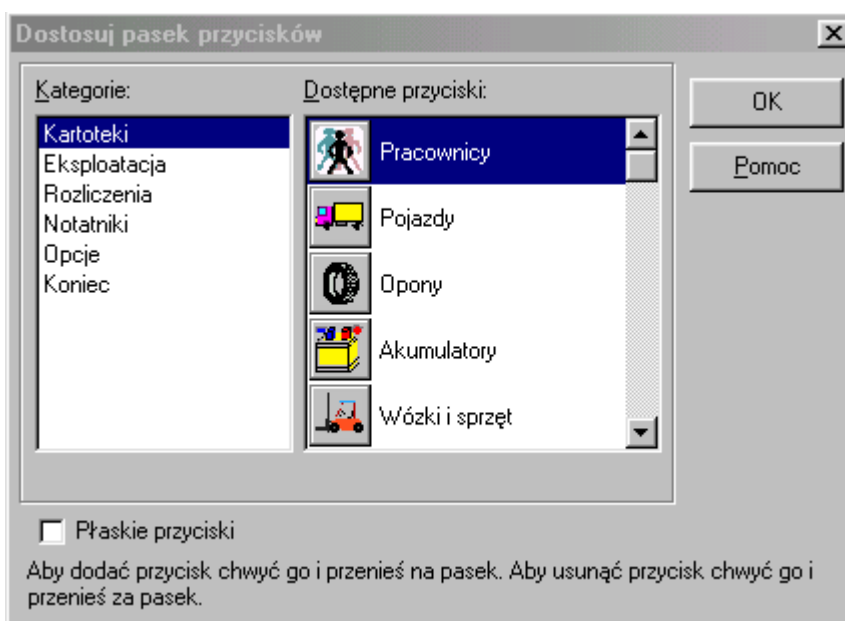 Dostosuj pasek przycisków
Kategorie:
Dostępne przyciski:
OK
Pomoc
Kartoteki
Eksploatacja
Rozliczenia
Notatniki
Opcje
Koniec
Pracownicy
Pojazdy
Opony
Akumulatory
Wózki i sprzęt
Płaskie przyciski
Aby dodać przycisk chwyć go i przenieś na pasek. Aby usunąć przycisk chwyć go i
przenieś za pasek.